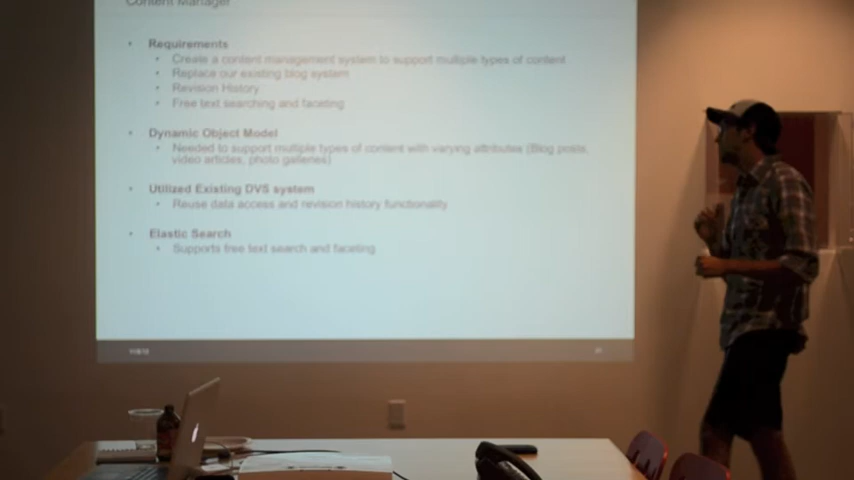 Content Manager
• Requirements
• Create a content management system to support multiple types of content
• Replace our existing blog system
• Revision History
• Free text searching and faceting
• Dynamic Object Model
• Needed to support multiple types of content with varying attributes (Blog posts,
video articles, photo galleries)
• Utilized Existing DVS system
• Reuse data access and revision history functionality
• Elastic Search
• Supports free text search and faceting